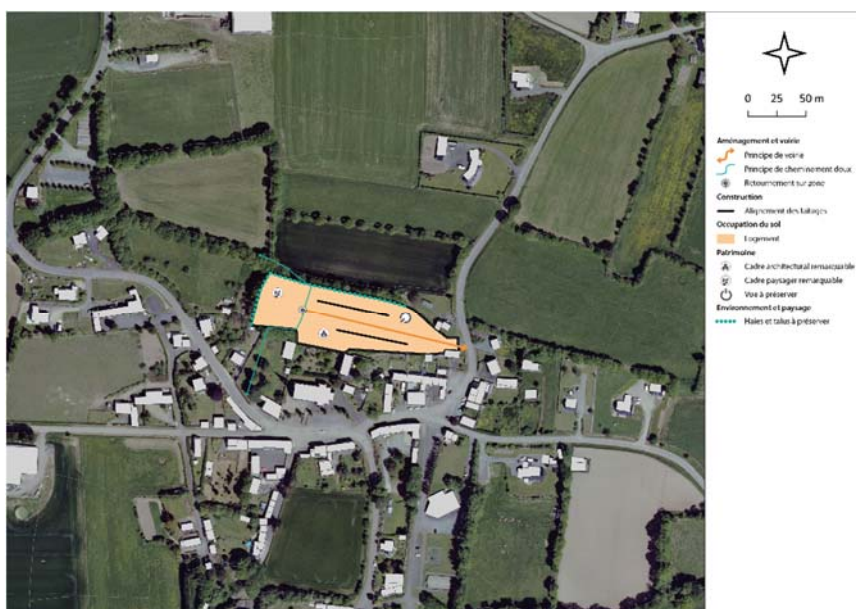 0 25 50 m
Aménagement et voirie
Principe de voirie
Principe de cheminement doux
Retournement sur zone
Construction
Alignement des faitages
Occupation du sol
Logement
Patrimoine
Cadre architectural remarquable
Cadre paysager remarquable
Vue à préserver
Environnement et paysage
Haies et talus à préserver